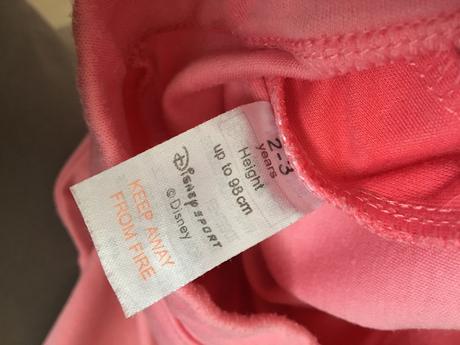 2-3
years
Height
up to 98cm
Disney SPORT
© Disney
KEEP AWAY
FROM FIRE